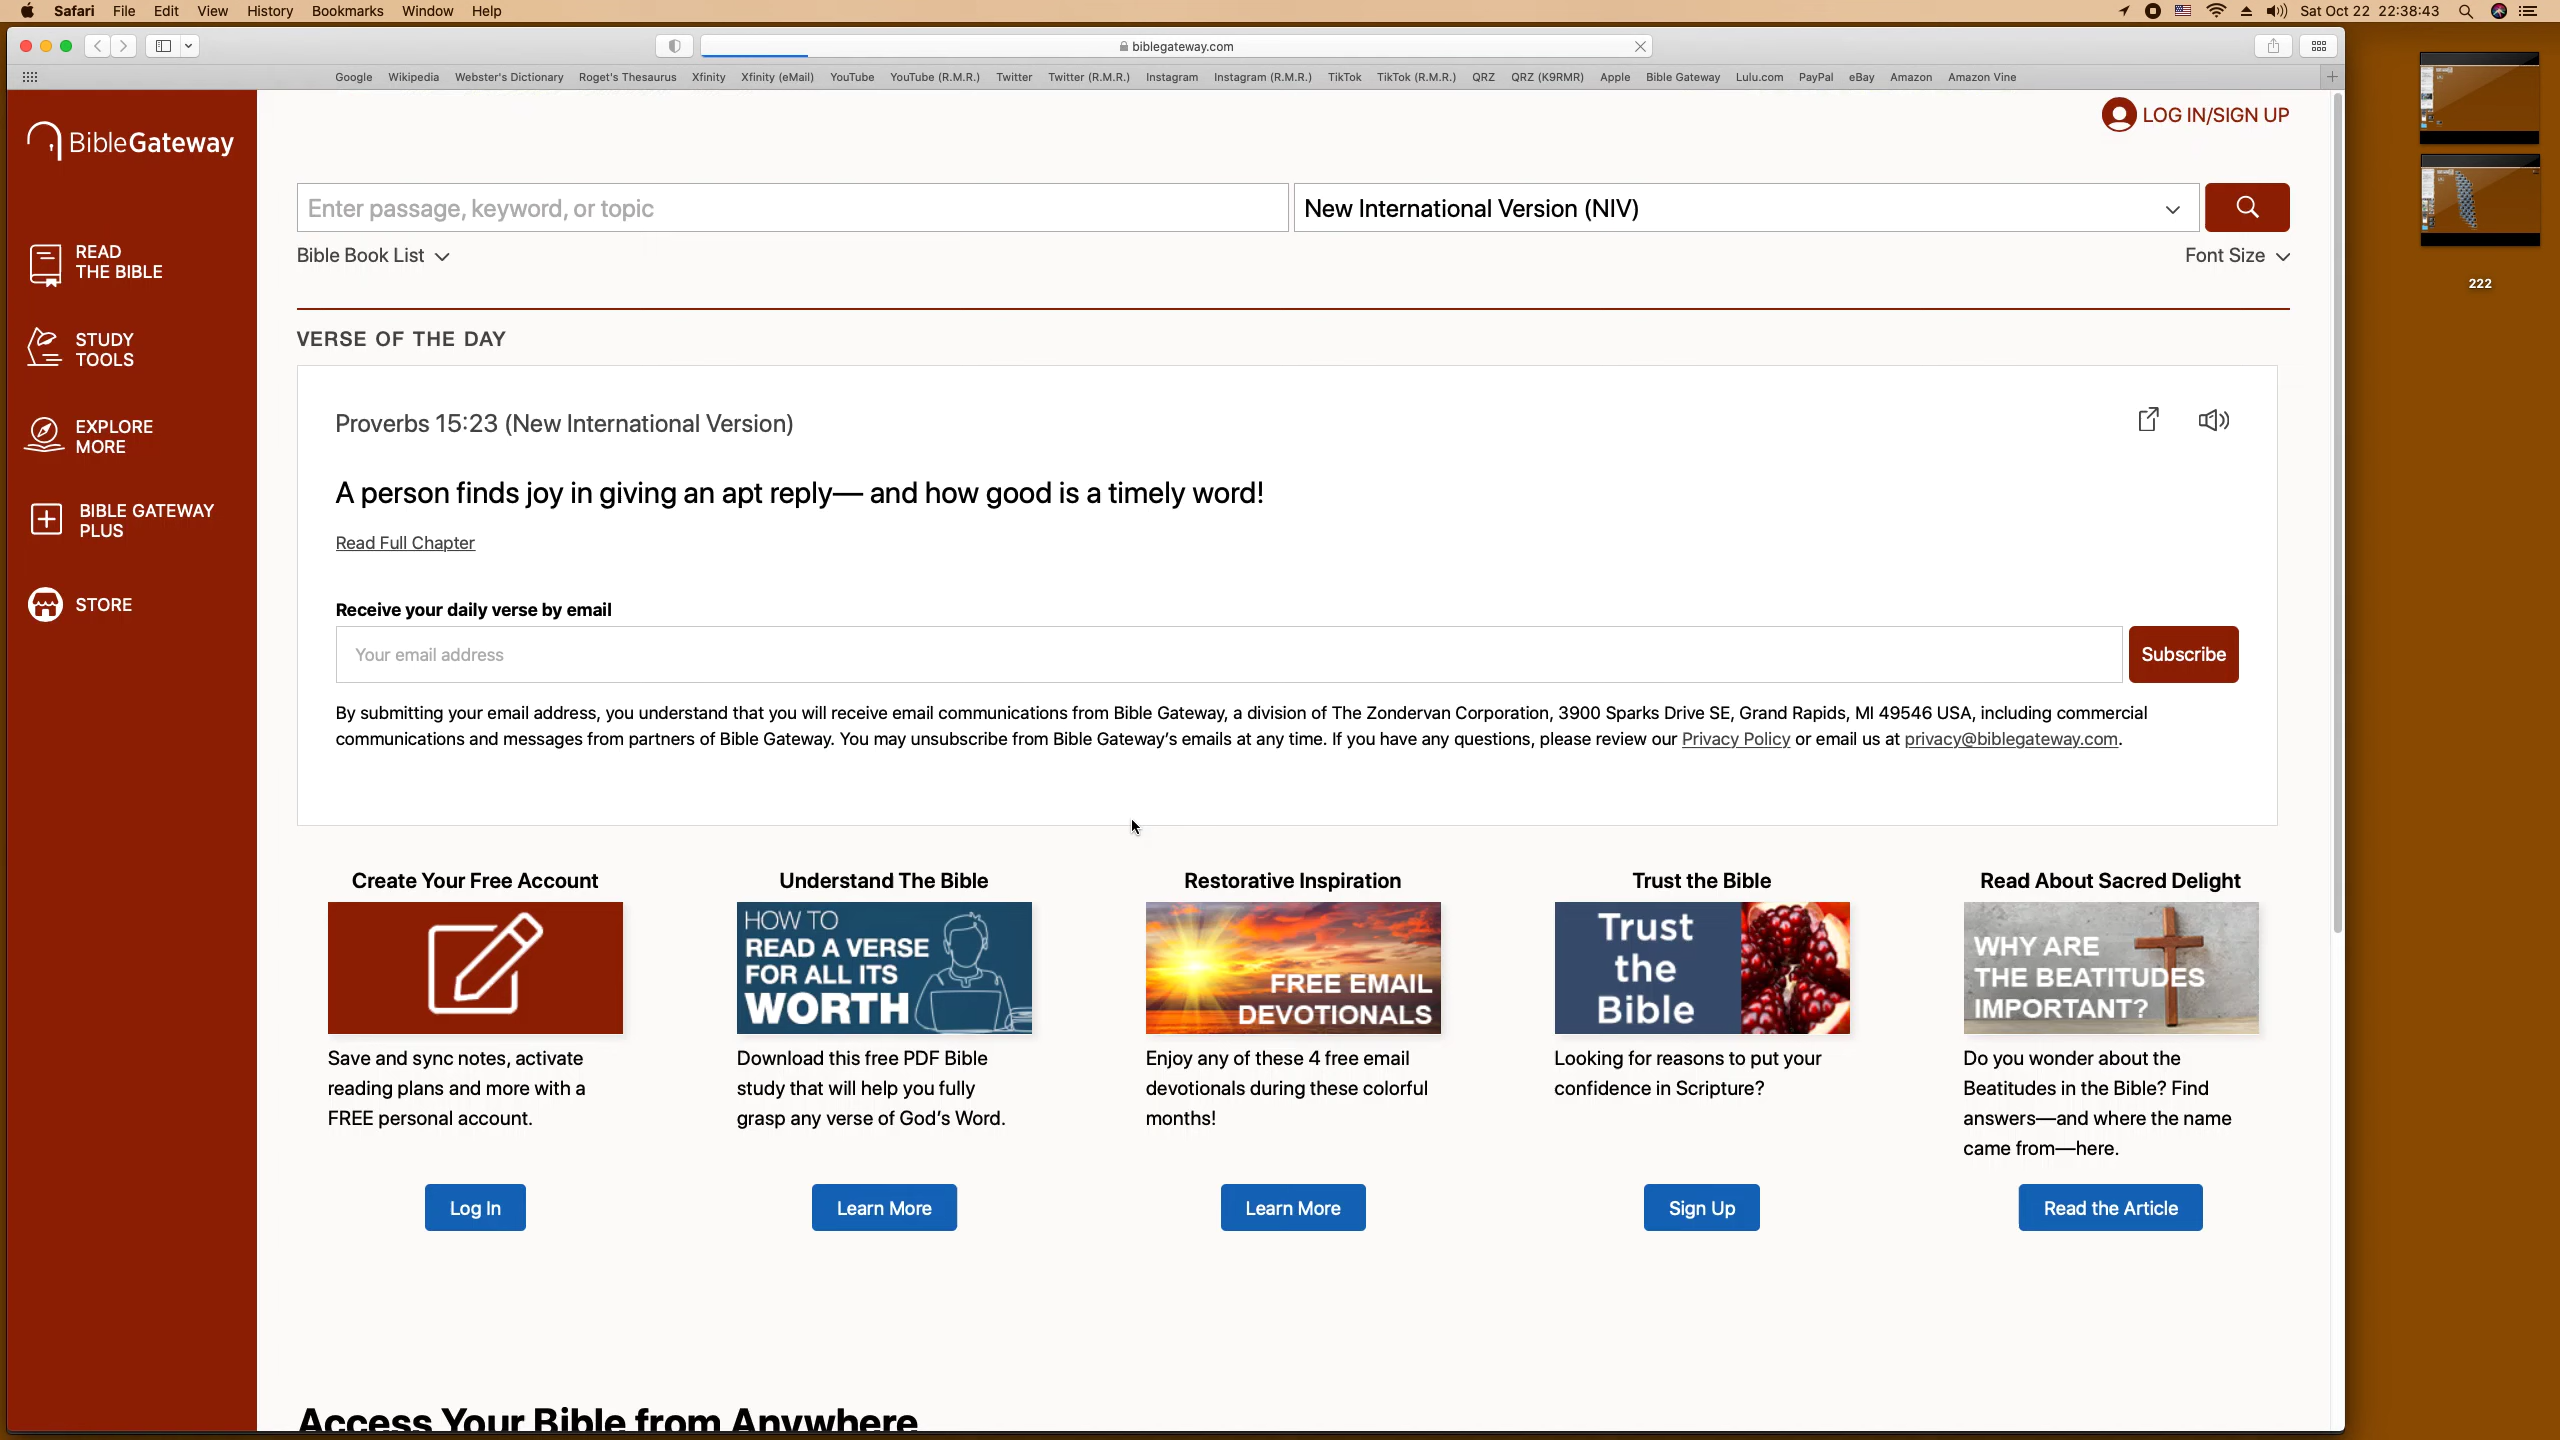 Safari File Edit View History Bookmarks Window Help
Sat Oct 22 22:38:43
biblegateway.com
Google Wikipedia Webster's Dictionary Roget's Thesaurus Xfinity Xfinity (eMail) YouTube YouTube (R.M.R.) Twitter Twitter (R.M.R.) Instagram Instagram (R.M.R.) TikTok TikTok (R.M.R.) QRZ QRZ (K9RMR) Apple Bible Gateway Lulu.com PayPal eBay Amazon Amazon Vine
BibleGateway
LOG IN/SIGN UP
READ
THE BIBLE
STUDY
TOOLS
EXPLORE
MORE
BIBLE GATEWAY
PLUS
STORE
Enter passage, keyword, or topic
New International Version (NIV)
Bible Book List
Font Size
222
VERSE OF THE DAY
Proverbs 15:23 (New International Version)
A person finds joy in giving an apt reply— and how good is a timely word!
Read Full Chapter
Receive your daily verse by email
Your email address
Subscribe
By submitting your email address, you understand that you will receive email communications from Bible Gateway, a division of The Zondervan Corporation, 3900 Sparks Drive SE, Grand Rapids, MI 49546 USA, including commercial
communications and messages from partners of Bible Gateway. You may unsubscribe from Bible Gateway's emails at any time. If you have any questions, please review our Privacy Policy or email us at privacy@biblegateway.com.
Create Your Free Account
Save and sync notes, activate
reading plans and more with a
FREE personal account.
Log In
Understand The Bible
HOW TO
READ A VERSE
FOR ALL ITS
WORTH
Download this free PDF Bible
study that will help you fully
grasp any verse of God's Word.
Learn More
Restorative Inspiration
FREE EMAIL
DEVOTIONALS
Enjoy any of these 4 free email
devotionals during these colorful
months!
Learn More
Trust the Bible
Trust
the
Bible
Looking for reasons to put your
confidence in Scripture?
Sign Up
Read About Sacred Delight
WHY ARE
THE BEATITUDES
IMPORTANT?
Do you wonder about the
Beatitudes in the Bible? Find
answers—and where the name
came from—here.
Read the Article
Access Your Bible from Anywhere